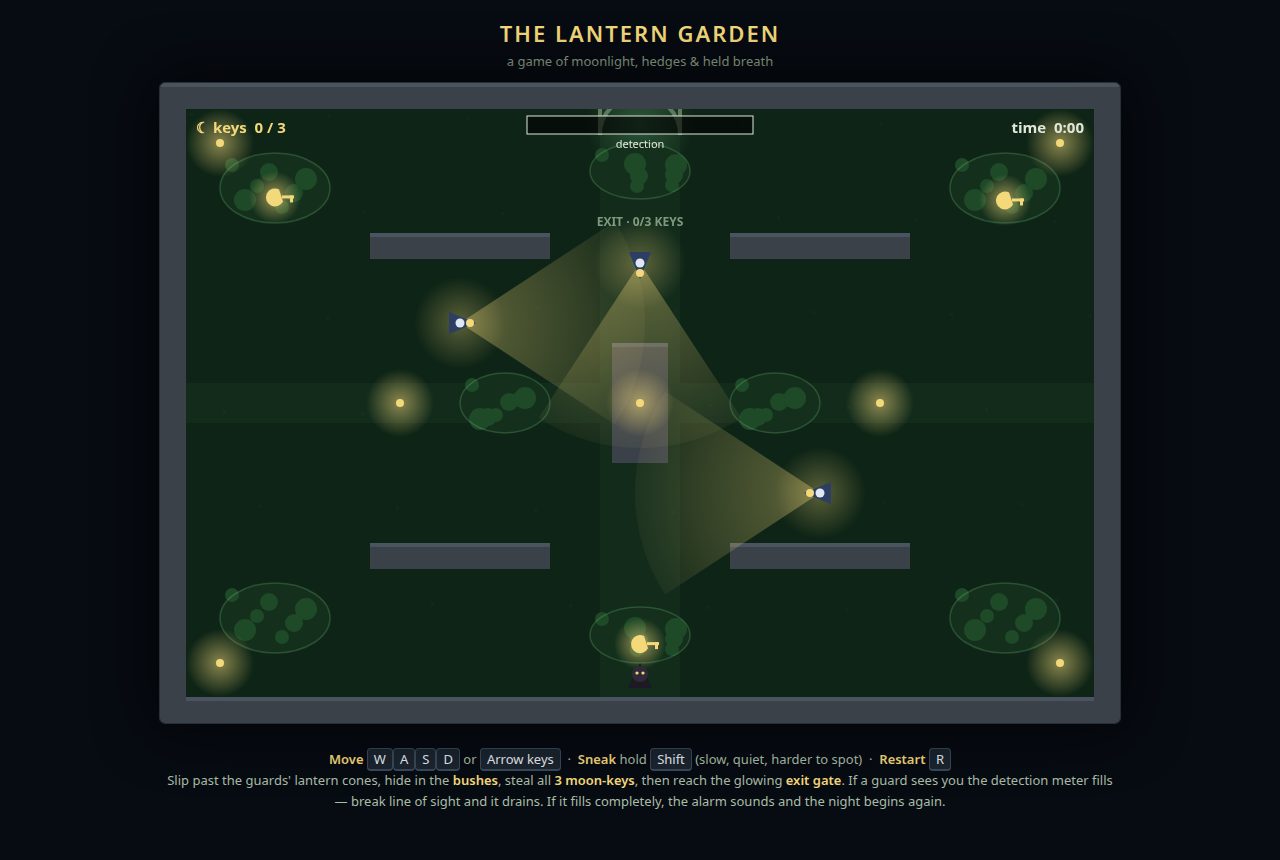 THE LANTERN GARDEN
a game of moonlight, hedges & held breath
☾ keys 0 / 3
time 0:00
detection
EXIT · 0/3 KEYS
Move W A S D or Arrow keys · Sneak hold Shift (slow, quiet, harder to spot) · Restart R
Slip past the guards' lantern cones, hide in the bushes, steal all 3 moon-keys, then reach the glowing exit gate. If a guard sees you the detection meter fills
— break line of sight and it drains. If it fills completely, the alarm sounds and the night begins again.